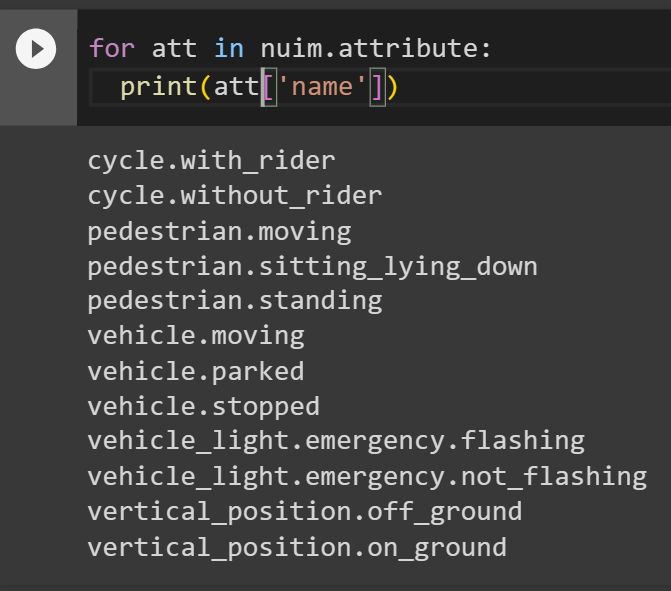 for att in nuim.attribute:
  print(att['name'])
cycle.with_rider
cycle.without_rider
pedestrian.moving
pedestrian.sitting_lying_down
pedestrian.standing
vehicle.moving
vehicle.parked
vehicle.stopped
vehicle_light.emergency.flashing
vehicle_light.emergency.not_flashing
vertical_position.off_ground
vertical_position.on_ground